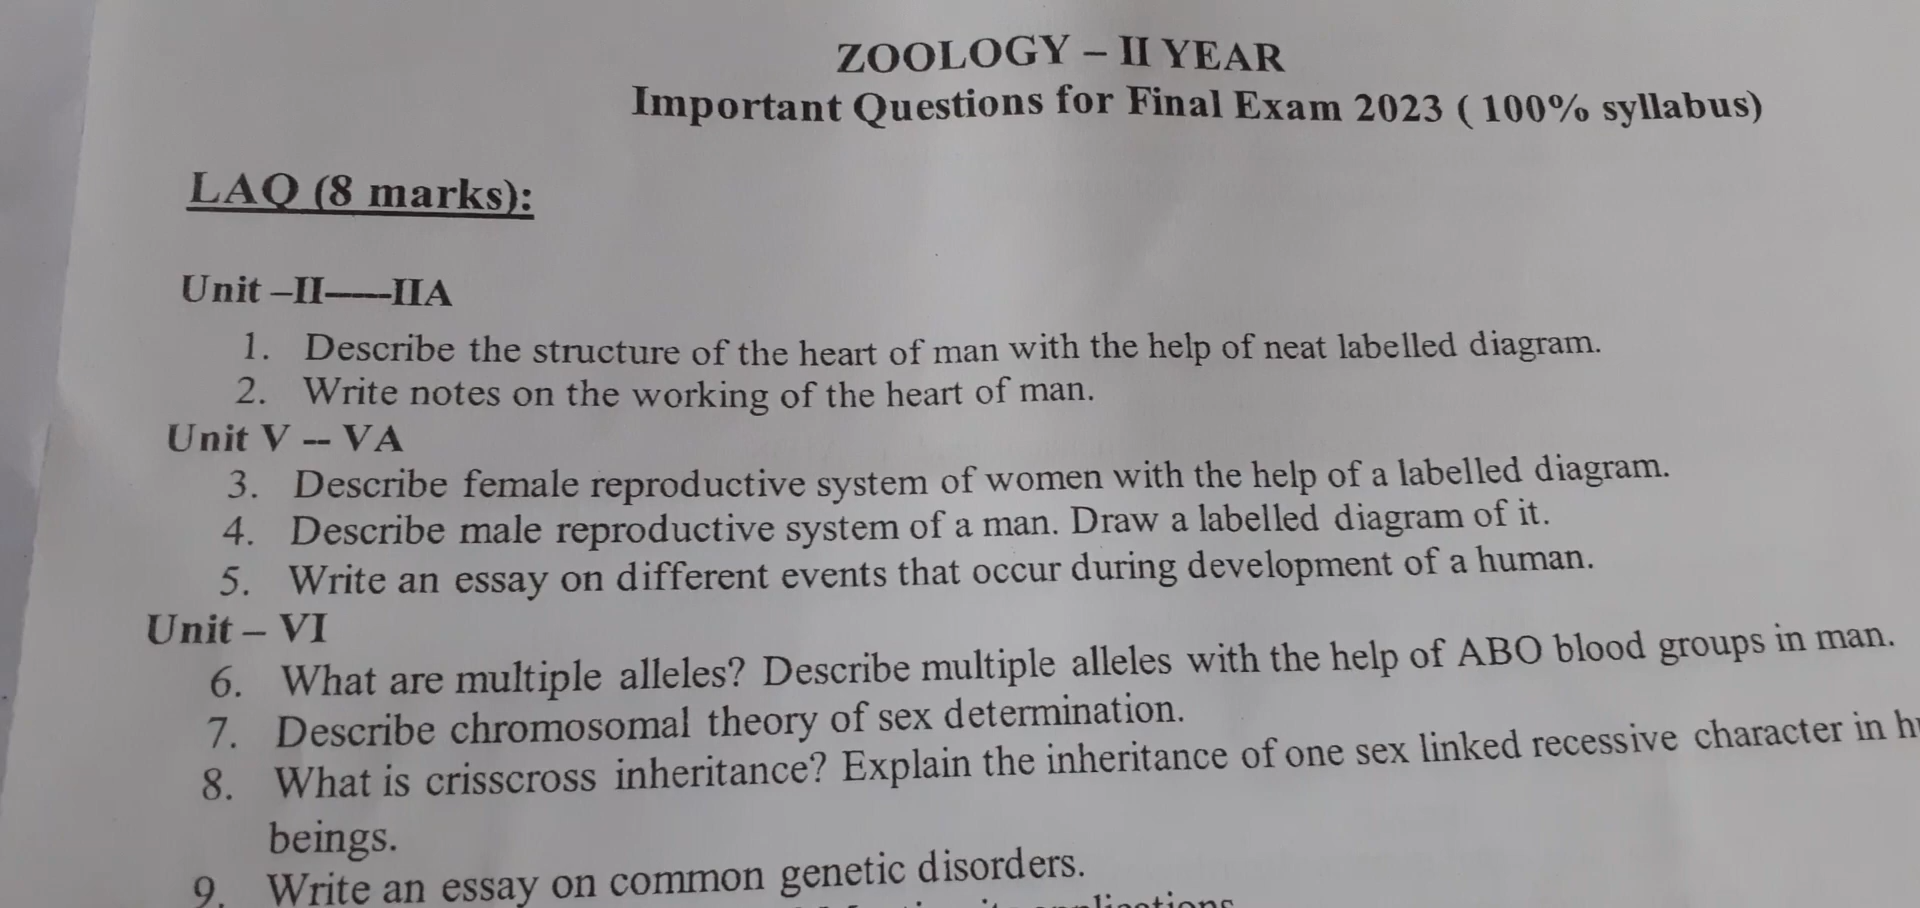 ZOOLOGY – II YEAR
Important Questions for Final Exam 2023 ( 100% syllabus)
LAQ (8 marks):
Unit –II-----IIA
1. Describe the structure of the heart of man with the help of neat labelled diagram.
2. Write notes on the working of the heart of man.
Unit V -- VA
3. Describe female reproductive system of women with the help of a labelled diagram.
4. Describe male reproductive system of a man. Draw a labelled diagram of it.
5. Write an essay on different events that occur during development of a human.
Unit – VI
6. What are multiple alleles? Describe multiple alleles with the help of ABO blood groups in man.
7. Describe chromosomal theory of sex determination.
8. What is crisscross inheritance? Explain the inheritance of one sex linked recessive character in
beings.
9. Write an essay on common genetic disorders.
applications